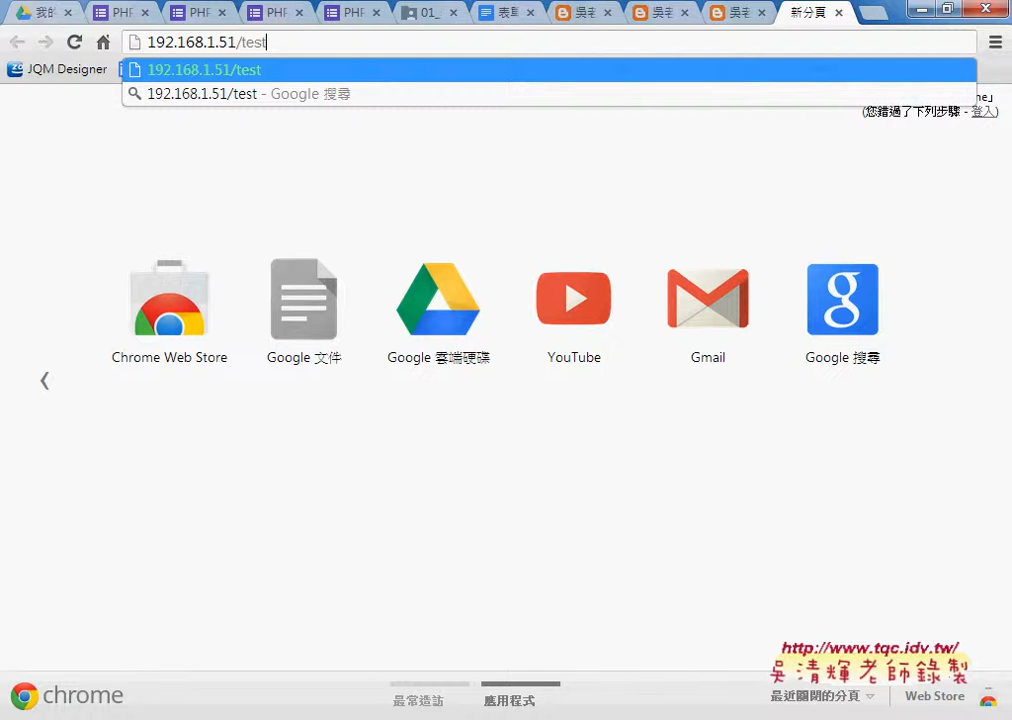 我的
PHP
PHP
PHP
PHP
01_
表單
吳老
吳老
吳老
新分頁
192.168.1.51/test
JQM Designer
192.168.1.51/test
192.168.1.51/test - Google 搜尋
me」
(您錯過了下列步驟 - 登入)
Chrome Web Store
Google 文件
Google 雲端硬碟
YouTube
Gmail
Google 搜尋
http://www.tqc.idv.tw/
吳清輝老師錄製
chrome
最常造訪
應用程式
最近關閉的分頁
Web Store